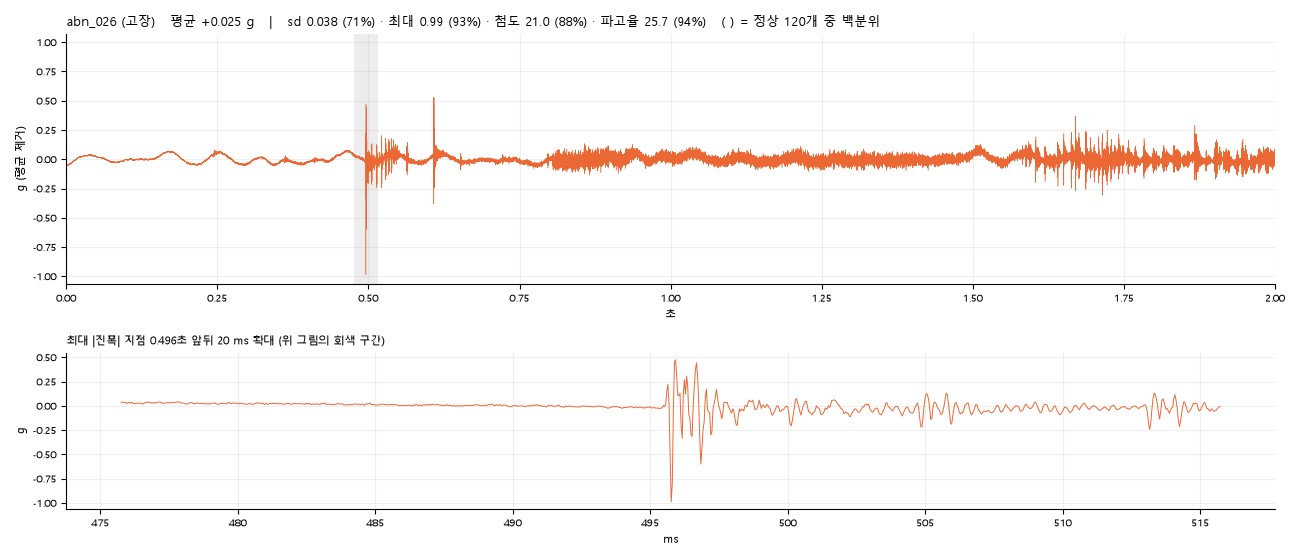 abn_026 (고장) 평균 +0.025 g | sd 0.038 (71%) · 최대 0.99 (93%) · 첨도 21.0 (88%) · 파고율 25.7 (94%) ( ) = 정상 120개 중 백분위
1.00
0.75
0.50
0.25
0.00
-0.25
-0.50
-0.75
-1.00
g (평균 제거)
0.00 0.25 0.50 0.75 1.00 1.25 1.50 1.75 2.00
초
최대 |진폭| 지점 0.496초 앞뒤 20 ms 확대 (위 그림의 회색 구간)
0.50
0.25
0.00
-0.25
-0.50
-0.75
-1.00
g
475 480 485 490 495 500 505 510 515
ms